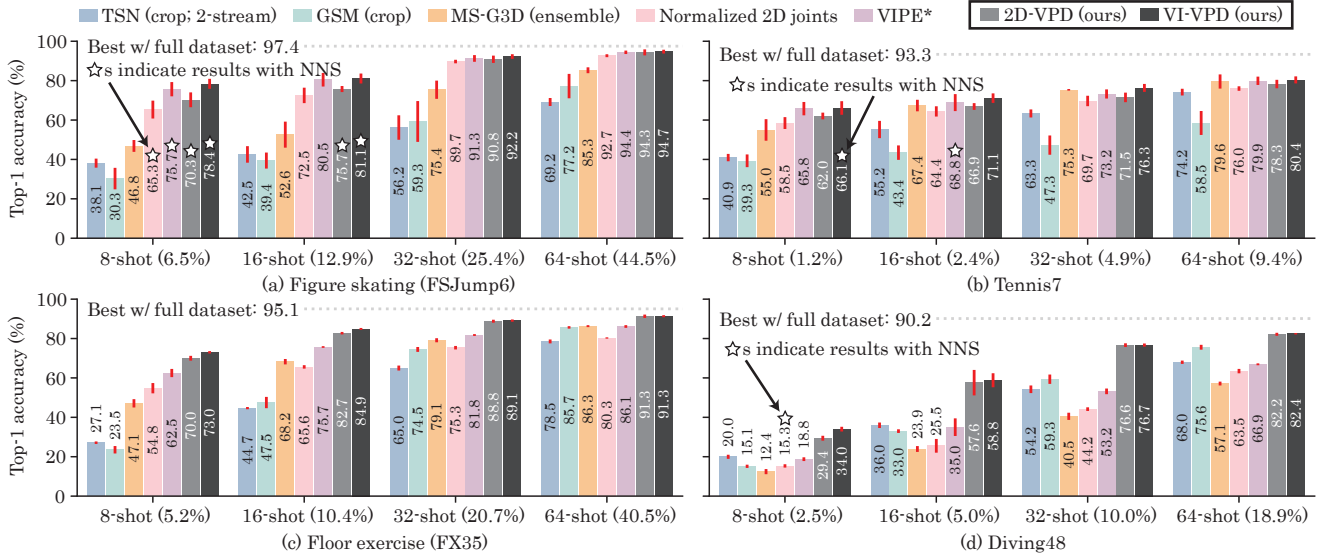 TSN (crop; 2-stream) GSM (crop) MS-G3D (ensemble) Normalized 2D joints VIPE* 2D-VPD (ours) VI-VPD (ours)
Top-1 accuracy (%)
100
80
60
40
20
0
Best w/ full dataset: 97.4
☆s indicate results with NNS
38.1 30.3 46.8 65.3 75.7 70.3 78.4
42.5 39.4 52.6 72.5 80.5 75.7 81.1
56.2 59.3 75.4 89.7 91.3 90.8 92.2
69.2 77.2 85.3 92.7 94.4 94.3 94.7
8-shot (6.5%) 16-shot (12.9%) 32-shot (25.4%) 64-shot (44.5%)
(a) Figure skating (FSJump6)
100
80
60
40
20
0
Best w/ full dataset: 93.3
☆s indicate results with NNS
40.9 39.3 55.0 58.5 65.8 62.0 66.1
55.2 43.4 67.4 64.4 68.8 66.9 71.1
63.3 47.3 75.3 69.7 73.2 71.5 76.3
74.2 58.5 79.6 76.0 79.9 78.3 80.4
8-shot (1.2%) 16-shot (2.4%) 32-shot (4.9%) 64-shot (9.4%)
(b) Tennis7
Top-1 accuracy (%)
100
80
60
40
20
0
Best w/ full dataset: 95.1
27.1 23.5 47.1 54.8 62.5 70.0 73.0
44.7 47.5 68.2 65.6 75.7 82.7 84.9
65.0 74.5 79.1 75.3 81.8 88.8 89.1
78.5 85.7 86.3 80.3 86.1 91.3 91.3
8-shot (5.2%) 16-shot (10.4%) 32-shot (20.7%) 64-shot (40.5%)
(c) Floor exercise (FX35)
100
80
60
40
20
0
Best w/ full dataset: 90.2
☆s indicate results with NNS
20.0 15.1 12.4 15.3 18.8 29.4 34.0
36.0 33.0 23.9 25.5 35.0 57.6 58.8
54.2 59.3 40.5 44.2 53.2 76.6 76.7
68.0 75.6 57.1 63.5 66.9 82.2 82.4
8-shot (2.5%) 16-shot (5.0%) 32-shot (10.0%) 64-shot (18.9%)
(d) Diving48